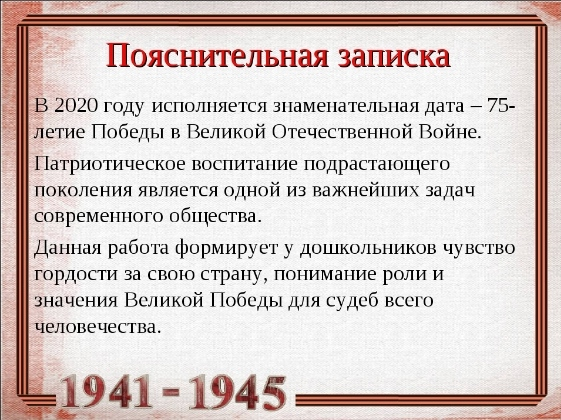 Пояснительная записка
В 2020 году исполняется знаменательная дата – 75-
летие Победы в Великой Отечественной Войне.
Патриотическое воспитание подрастающего
поколения является одной из важнейших задач
современного общества.
Данная работа формирует у дошкольников чувство
гордости за свою страну, понимание роли и
значения Великой Победы для судеб всего
человечества.
1941 - 1945